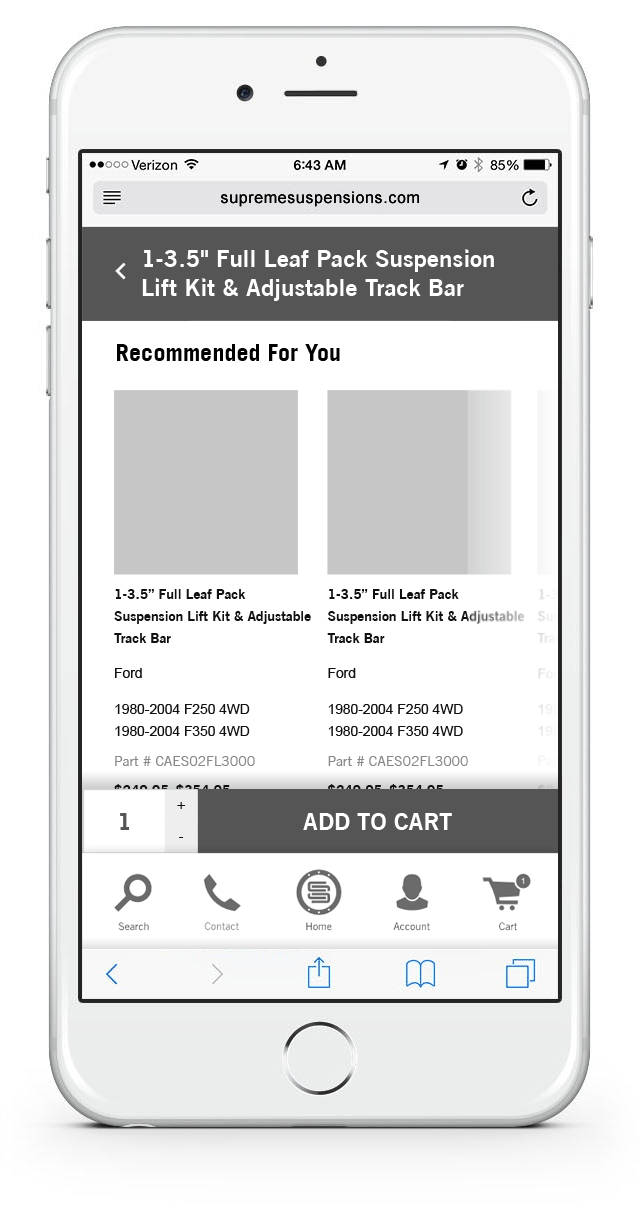 Verizon 6:43 AM 85%
supremesuspensions.com
1-3.5" Full Leaf Pack Suspension
Lift Kit & Adjustable Track Bar
Recommended For You
1-3.5” Full Leaf Pack
Suspension Lift Kit & Adjustable
Track Bar
Ford
1980-2004 F250 4WD
1980-2004 F350 4WD
Part # CAES02FL3000
1-3.5” Full Leaf Pack
Suspension Lift Kit & Adjustable
Track Bar
Ford
1980-2004 F250 4WD
1980-2004 F350 4WD
Part # CAES02FL3000
1 + - ADD TO CART
1
Search Contact Home Account Cart